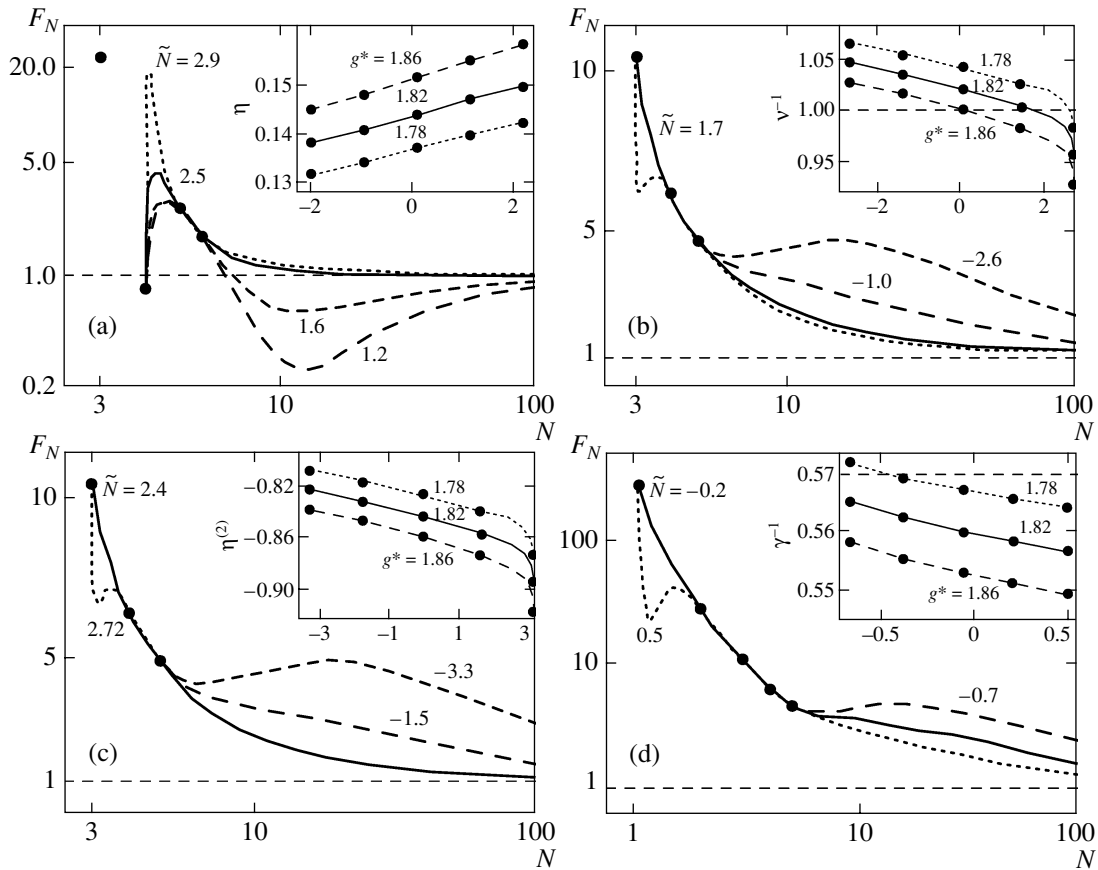 F_N
20.0
5.0
1.0
0.2
Ñ = 2.9
2.5
1.6
1.2
(a)
3
10
100
N
η
0.15
0.14
0.13
g* = 1.86
1.82
1.78
−2
0
2
F_N
10
5
1
Ñ = 1.7
−2.6
−1.0
(b)
3
10
100
N
ν⁻¹
1.05
1.00
0.95
1.78
1.82
g* = 1.86
−2
0
2
F_N
10
5
1
Ñ = 2.4
2.72
−3.3
−1.5
(c)
3
10
100
N
η⁽²⁾
−0.82
−0.86
−0.90
1.78
1.82
g* = 1.86
−3
−1
1
3
F_N
100
10
1
Ñ = −0.2
0.5
−0.7
(d)
1
10
100
N
γ⁻¹
0.57
0.56
0.55
1.78
1.82
g* = 1.86
−0.5
0
0.5